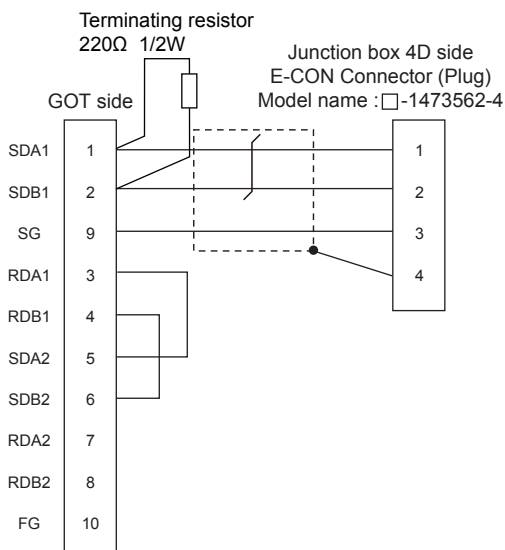 Terminating resistor
220Ω 1/2W
Junction box 4D side
E-CON Connector (Plug)
Model name : □-1473562-4
GOT side
SDA1 1 1
SDB1 2 2
SG 9 3
RDA1 3 4
RDB1 4
SDA2 5
SDB2 6
RDA2 7
RDB2 8
FG 10